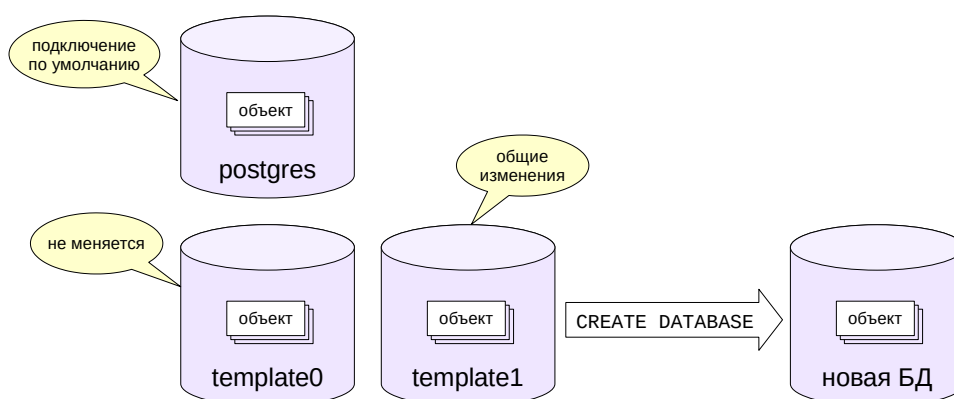 подключение
по умолчанию
объект
postgres
общие
изменения
не меняется
объект
template0
объект
template1
CREATE DATABASE
объект
новая БД